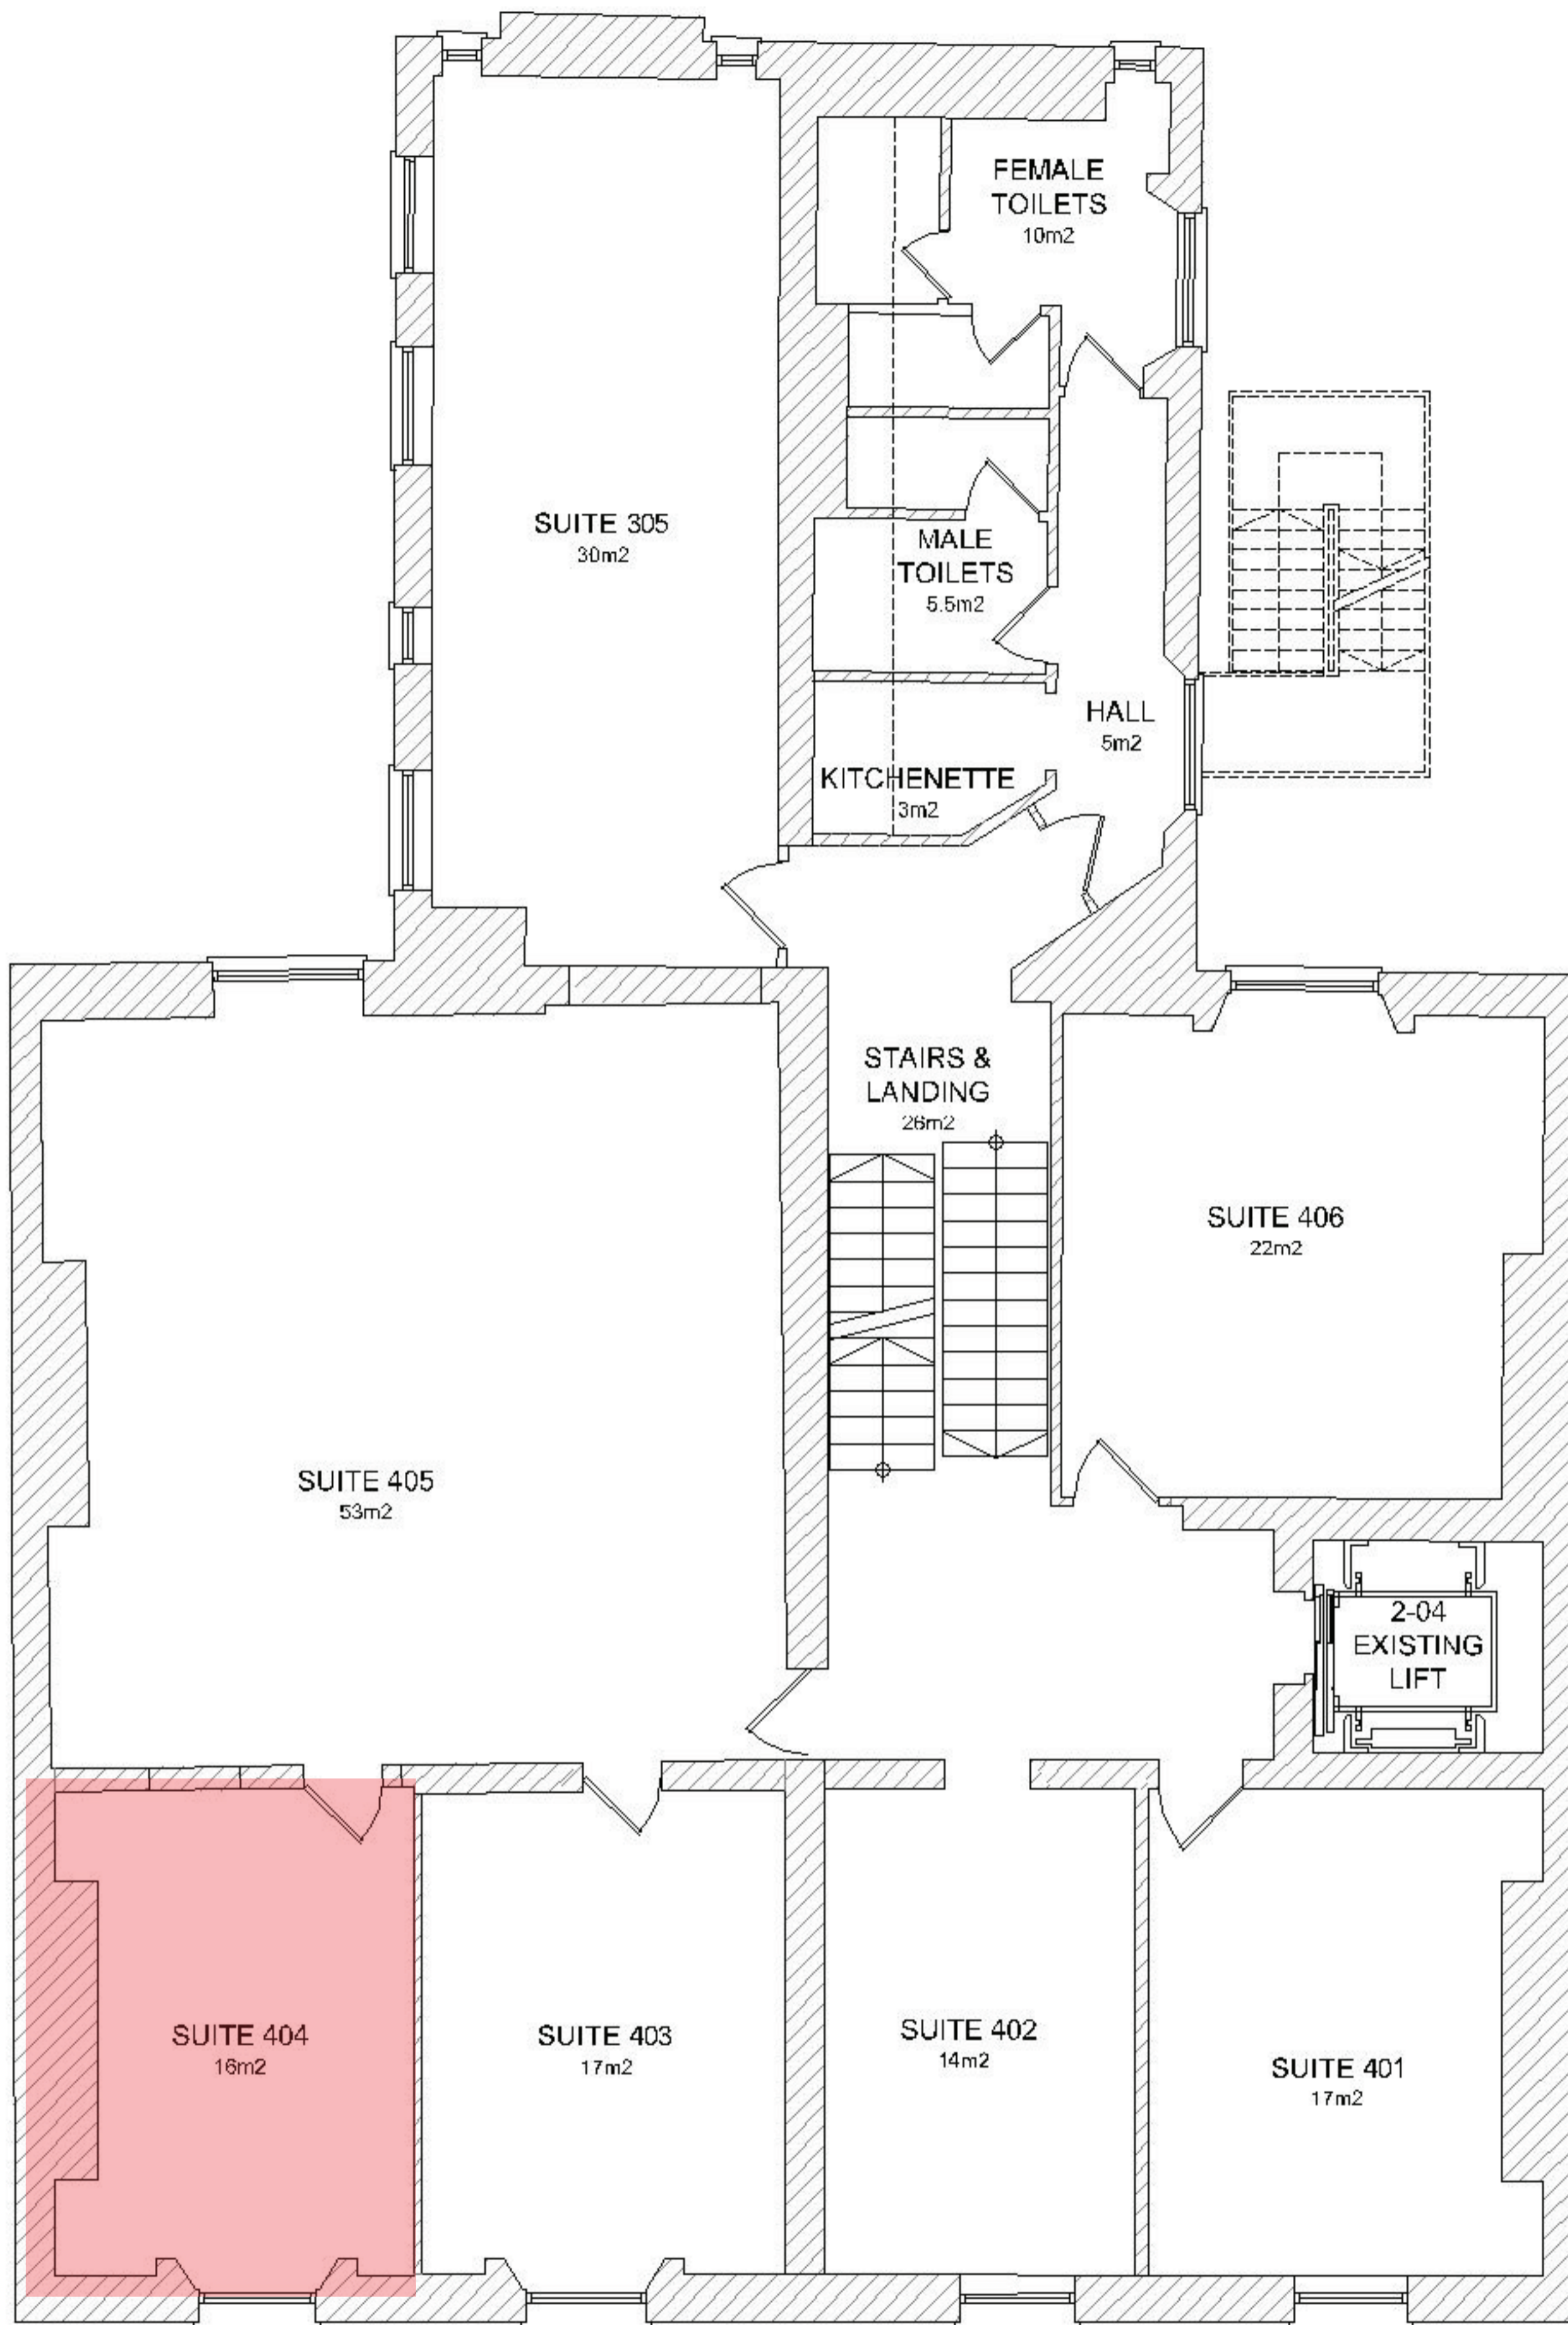 FEMALE
TOILETS
10m2
SUITE 305
30m2
MALE
TOILETS
5.5m2
HALL
5m2
KITCHENETTE
3m2
STAIRS &
LANDING
26m2
SUITE 406
22m2
SUITE 405
53m2
2-04
EXISTING
LIFT
SUITE 404
16m2
SUITE 403
17m2
SUITE 402
14m2
SUITE 401
17m2